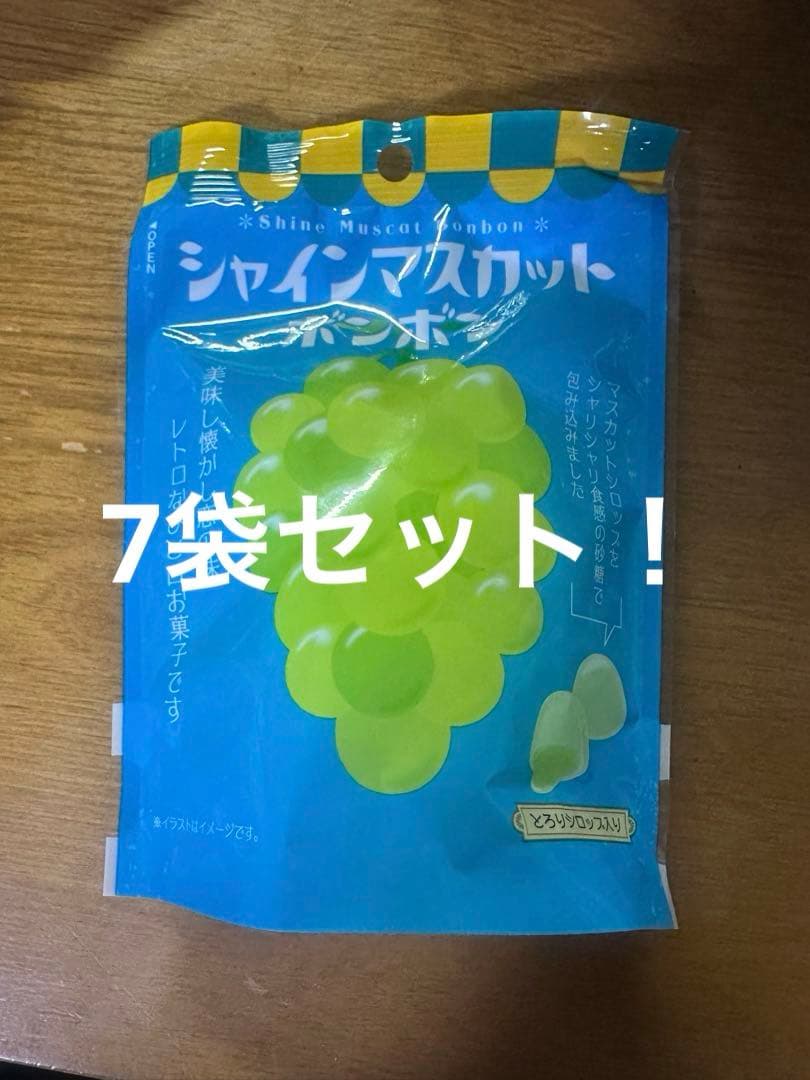 *Shine Muscat Bonbon*
◀OPEN
シャインマスカット
ボンボン
マスカットシロップを
シャリシャリ食感の砂糖で
包み込みました
美味し懐かし
レトロな
お菓子です
7袋セット！
とろりシロップ入り
※イラストはイメージです。